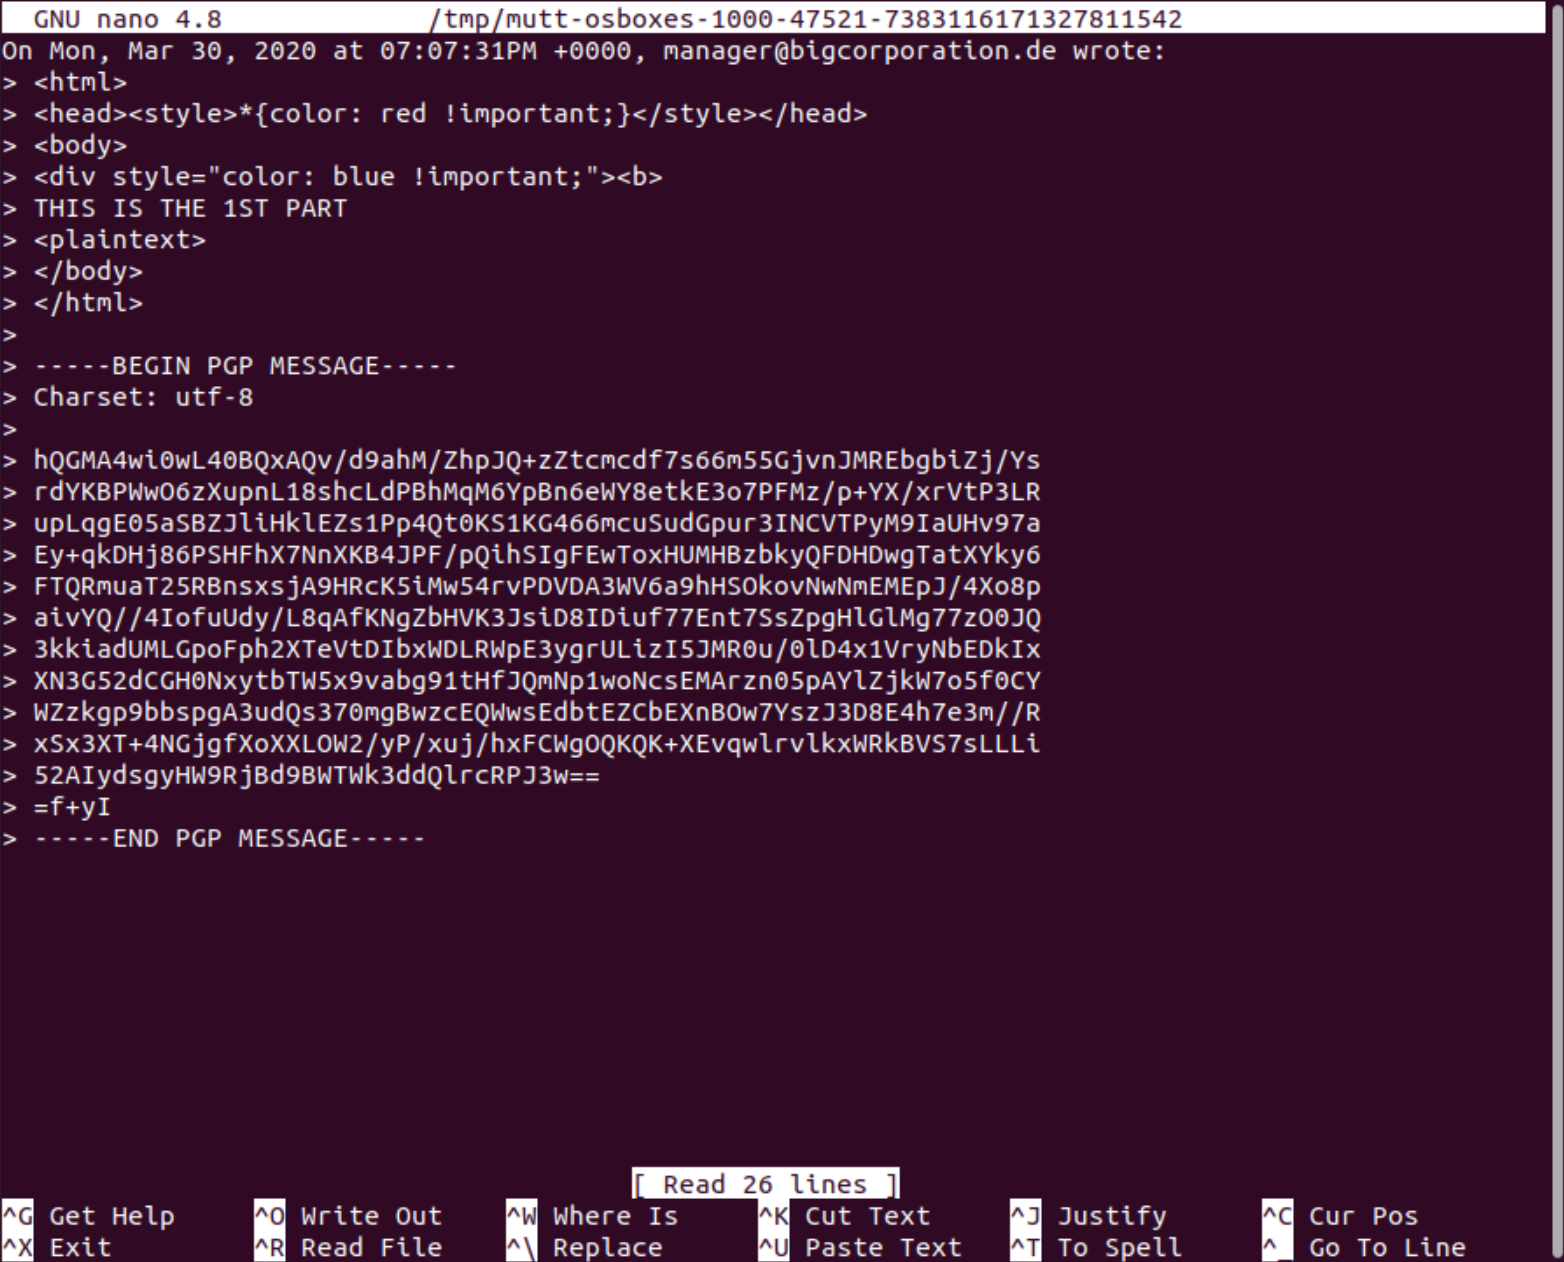 GNU nano 4.8 /tmp/mutt-osboxes-1000-47521-7383116171327811542
On Mon, Mar 30, 2020 at 07:07:31PM +0000, manager@bigcorporation.de wrote:
> <html>
> <head><style>*{color: red !important;}</style></head>
> <body>
> <div style="color: blue !important;"><b>
> THIS IS THE 1ST PART
> <plaintext>
> </body>
> </html>
>
> -----BEGIN PGP MESSAGE-----
> Charset: utf-8
>
> hQGMA4wi0wL40BQxAQv/d9ahM/ZhpJQ+zZtcmcdf7s66m55GjvnJMREbgbiZj/Ys
> rdYKBPWwO6zXupnL18shcLdPBhMqM6YpBn6eWY8etkE3o7PFMz/p+YX/xrVtP3LR
> upLqgE05aSBZJliHklEZs1Pp4Qt0KS1KG466mcuSudGpur3INCVTPyM9IaUHv97a
> Ey+qkDHj86PSHFhX7NnXKB4JPF/pQihSIgFEwToxHUMHBzbkyQFDHDwgTatXYky6
> FTQRmuaT25RBnsxsjA9HRcK5iMw54rvPDVDA3WV6a9hHSOkovNwNmEMEpJ/4Xo8p
> aivYQ//4IofuUdy/L8qAfKNgZbHVK3JsiD8IDiuf77Ent7SsZpgHlGlMg77zO0JQ
> 3kkiadUMLGpoFph2XTeVtDIbxWDLRWpE3ygrULizI5JMR0u/0lD4x1VryNbEDkIx
> XN3G52dCGH0NxytbTW5x9vabg91tHfJQmNp1woNcsEMArzn05pAYlZjkW7o5f0CY
> WZzkgp9bbspgA3udQs370mgBwzcEQWwsEdbtEZCbEXnBOw7YszJ3D8E4h7e3m//R
> xSx3XT+4NGjgfXoXXLOW2/yP/xuj/hxFCWgOQKQK+XEvqwlrvlkxWRkBVS7sLLLi
> 52AIydsgyHW9RjBd9BWTWk3ddQlrcRPJ3w==
> =f+yI
> -----END PGP MESSAGE-----
[ Read 26 lines ]
^G Get Help ^O Write Out ^W Where Is ^K Cut Text ^J Justify ^C Cur Pos
^X Exit ^R Read File ^\ Replace ^U Paste Text ^T To Spell ^_ Go To Line